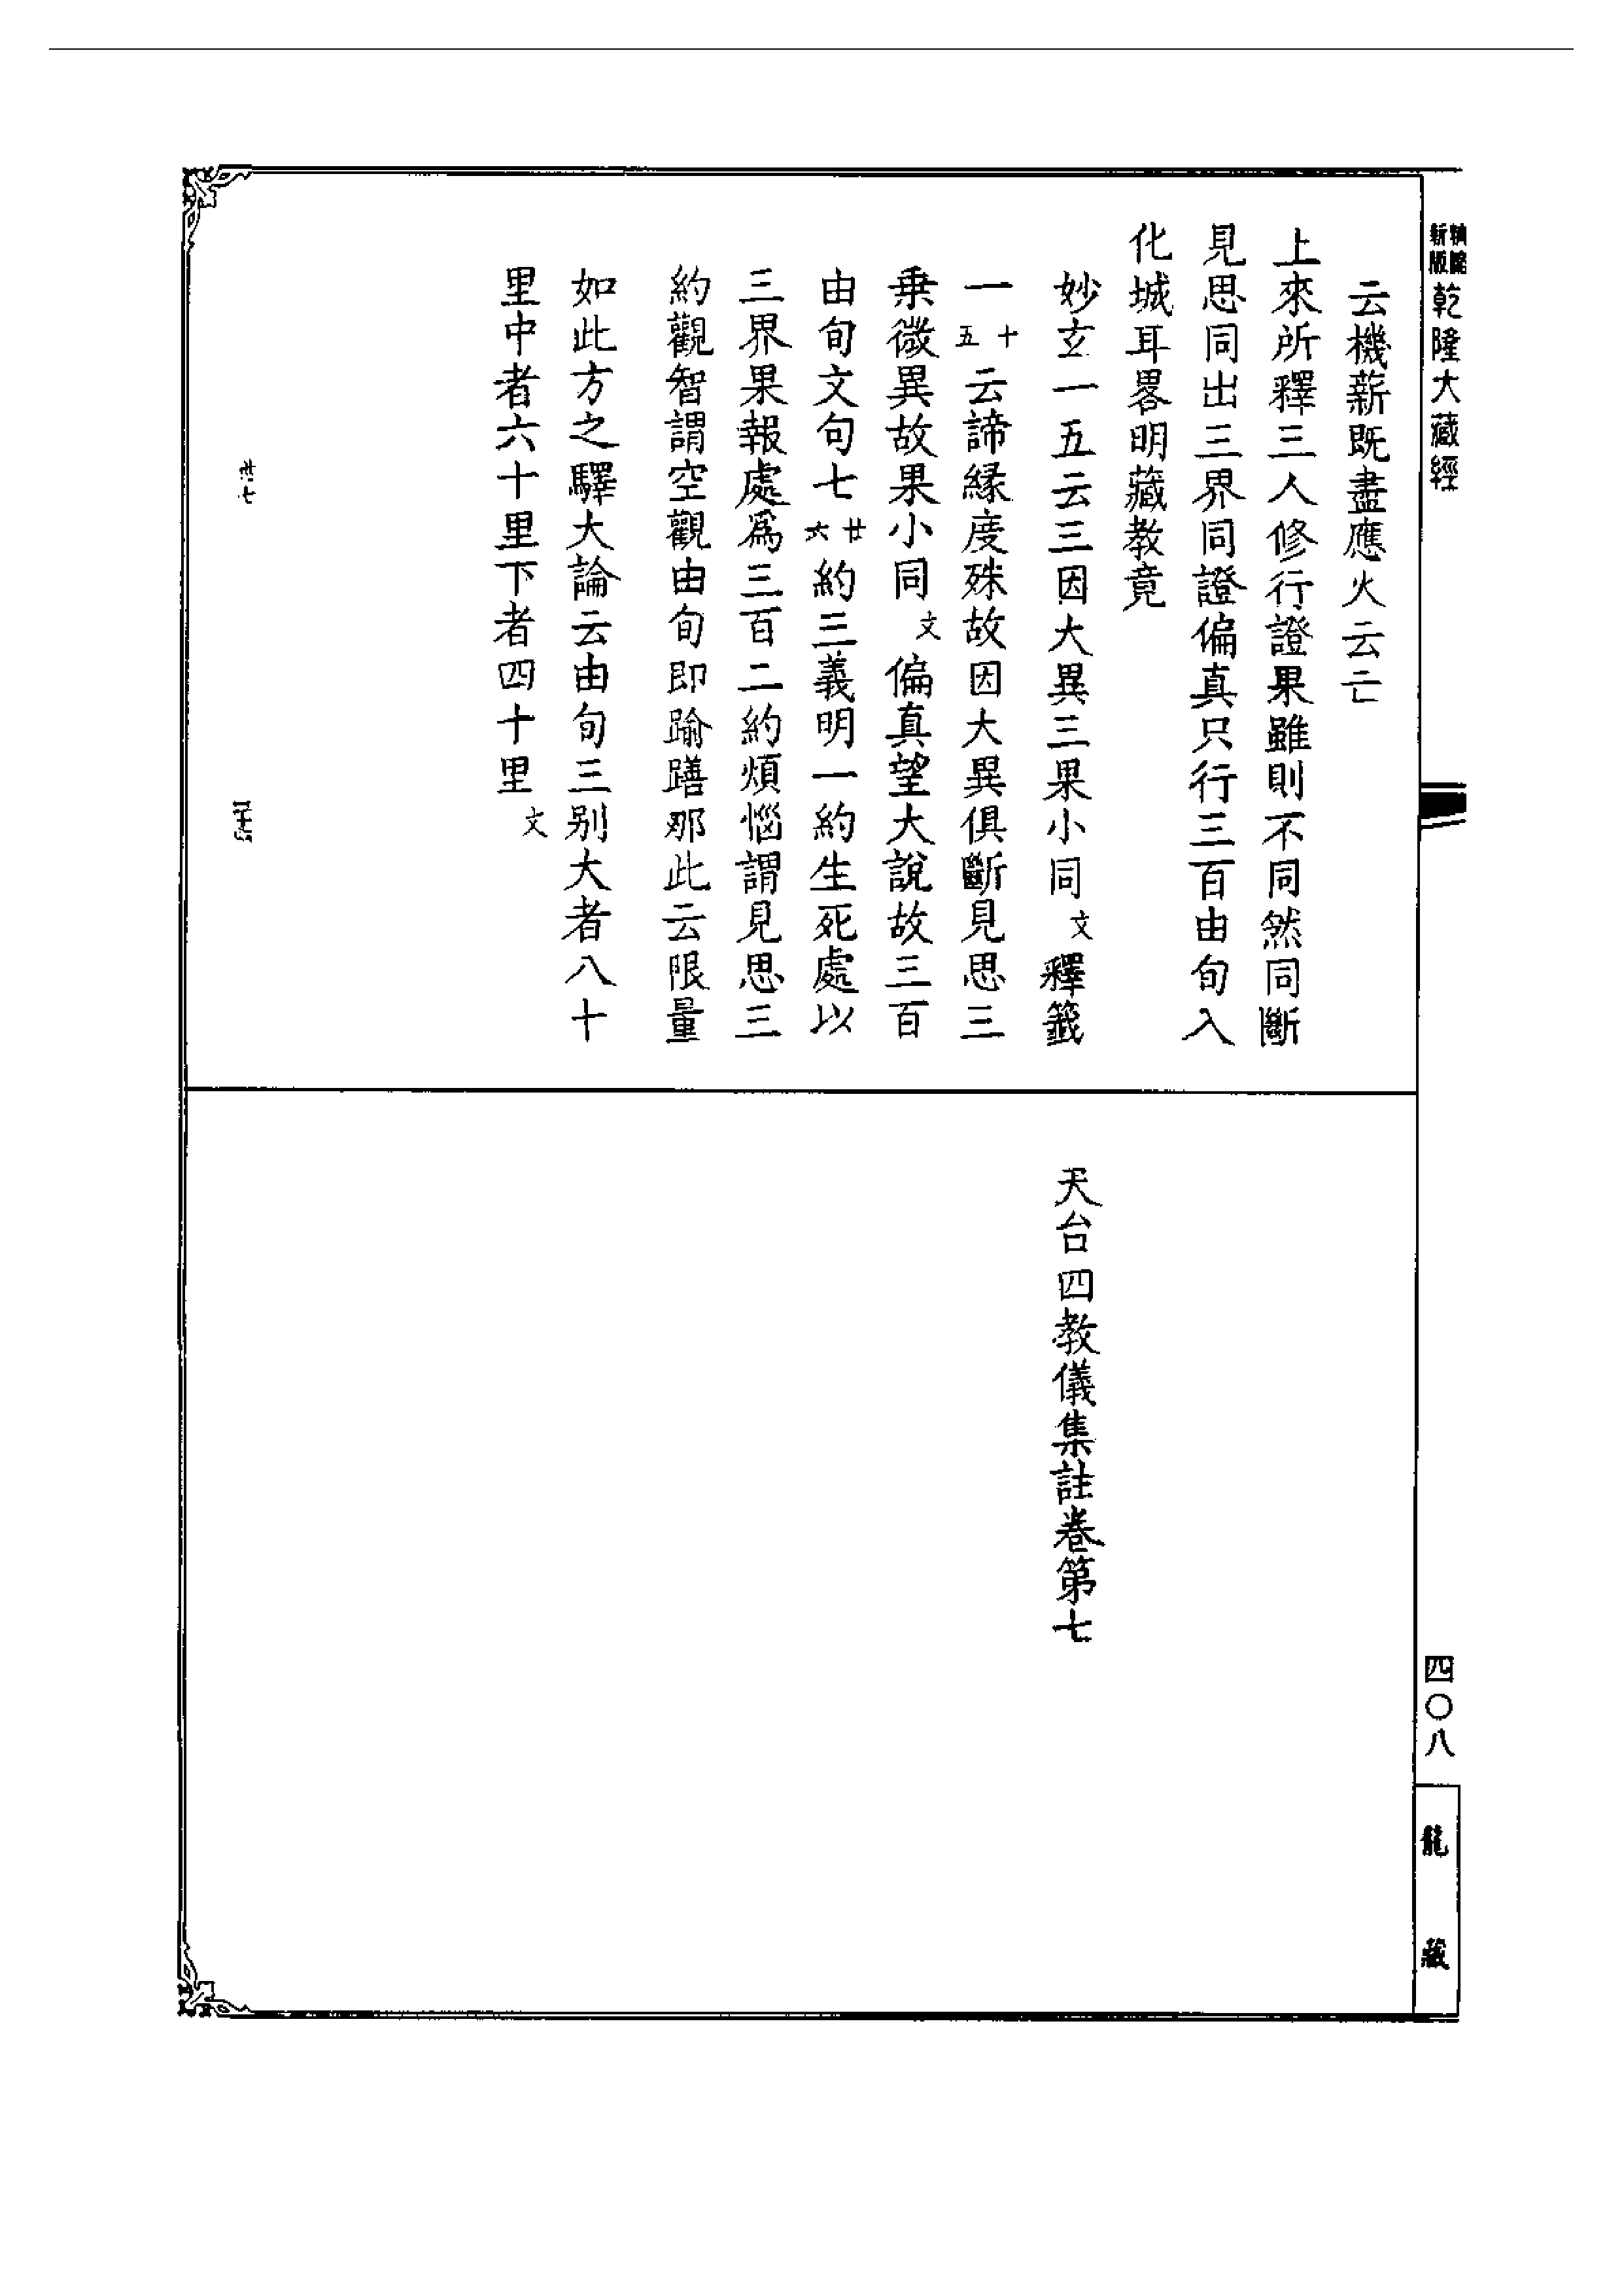 新版
乾隆大藏經
云機薪既盡應火云亡
上來所釋三人修行證果雖則不同然同斷
見思同出三界同證偏真只行三百由旬入
化城耳畧明藏教竟
妙玄一五云三因大異三果小同文釋籤
一十五云諦緣度殊故因大異俱斷見思三
乗微異故果小同文偏真望大說故三百
由旬文句七廿六約三義明一約生死處以
三界果報處爲三百二約煩惱謂見思三
約觀智謂空觀由旬即踰繕那此云限量
如此方之驛大論云由旬三别大者八十
里中者六十里下者四十里文
天台四教儀集註卷第七
四〇八
龍藏